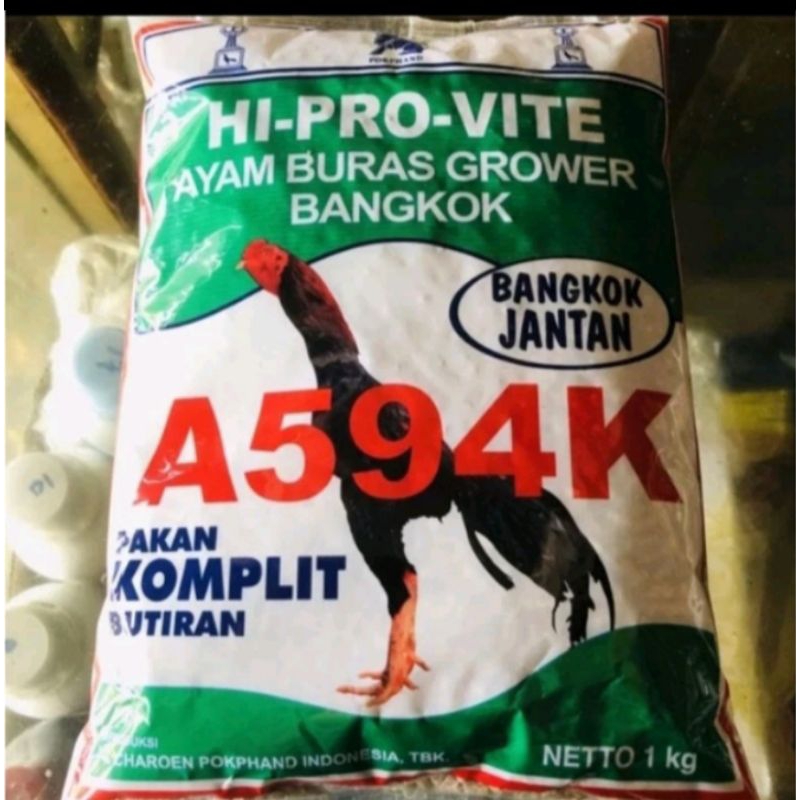 POKPHAND
HI-PRO-VITE
AYAM BURAS GROWER
BANGKOK
BANGKOK
JANTAN
A594K
PAKAN
KOMPLIT
BUTIRAN
CHAROEN POKPHAND INDONESIA, TBK.
NETTO 1 kg